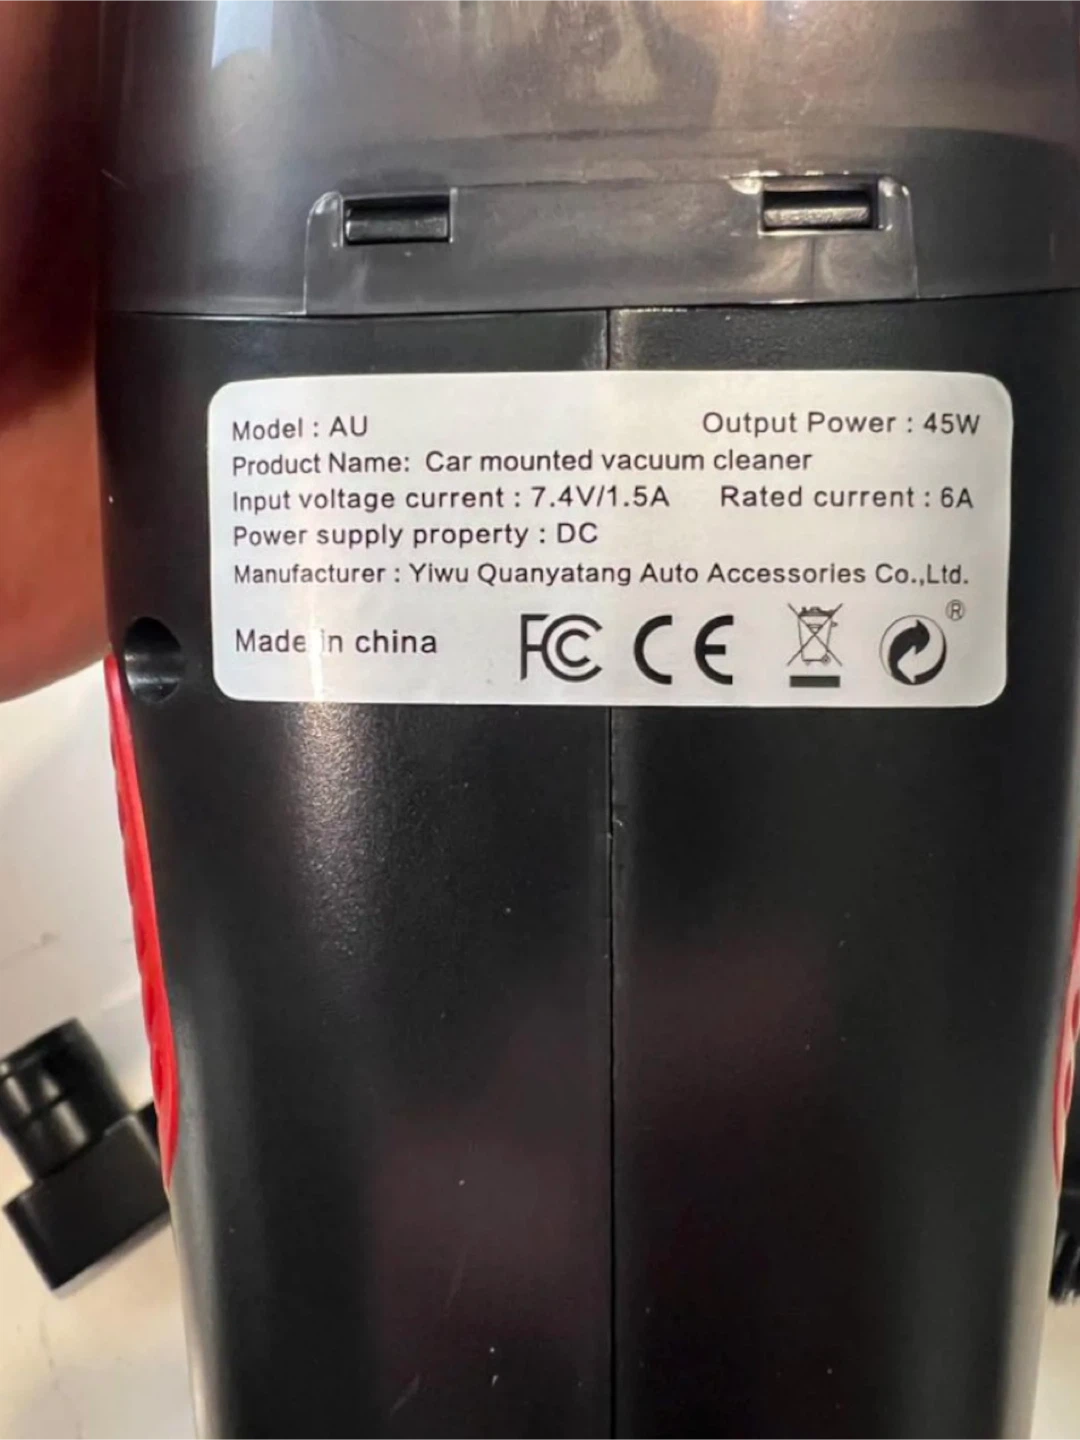 Model : AU Output Power : 45W
Product Name: Car mounted vacuum cleaner
Input voltage current : 7.4V/1.5A Rated current : 6A
Power supply property : DC
Manufacturer : Yiwu Quanyatang Auto Accessories Co.,Ltd.
Made in china FC CE ®